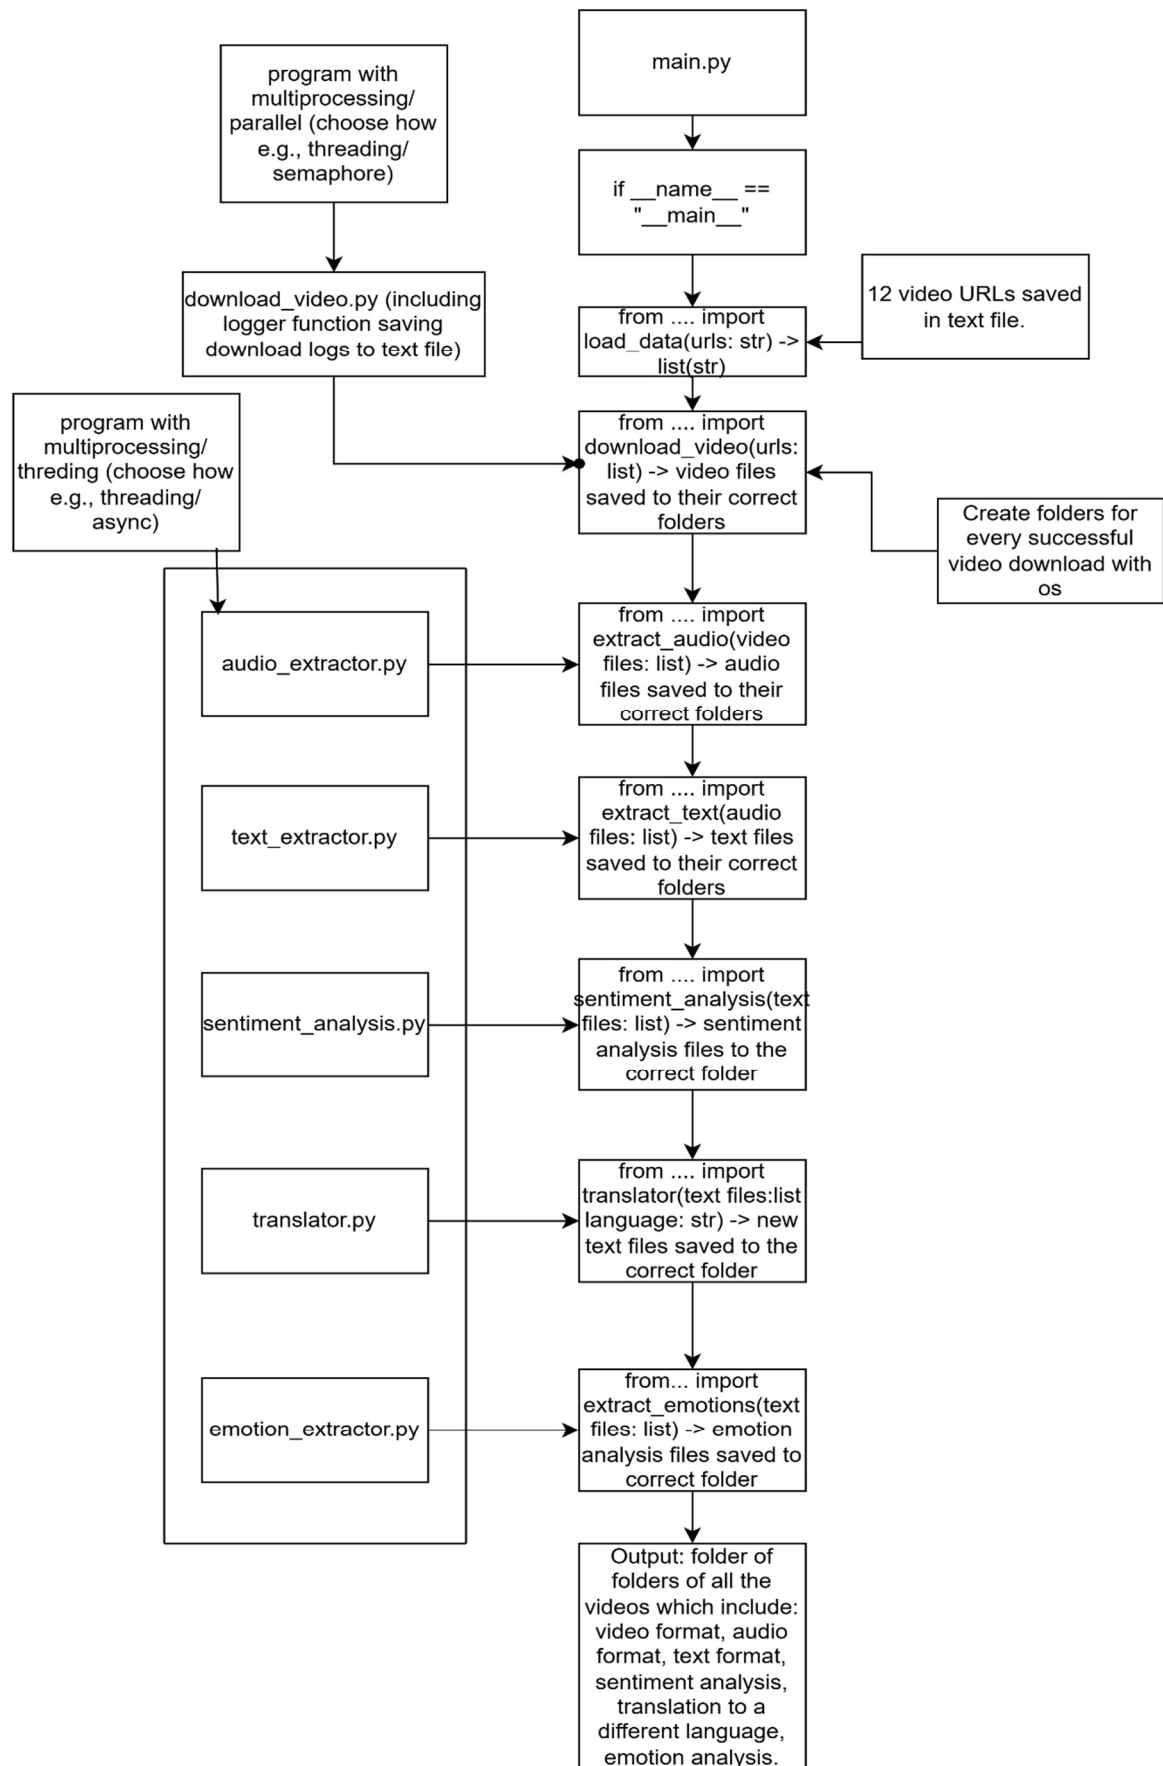 main.py
program with
multiprocessing/
parallel (choose how
e.g., threading/
semaphore)
if __name__ ==
"__main__"
download_video.py (including
logger function saving
download logs to text file)
from .... import
load_data(urls: str) ->
list(str)
12 video URLs saved
in text file.
program with
multiprocessing/
threding (choose how
e.g., threading/
async)
from .... import
download_video(urls:
list) -> video files
saved to their correct
folders
Create folders for
every successful
video download with
os
audio_extractor.py
from .... import
extract_audio(video
files: list) -> audio
files saved to their
correct folders
text_extractor.py
from .... import
extract_text(audio
files: list) -> text files
saved to their correct
folders
sentiment_analysis.py
from .... import
sentiment_analysis(text
files: list) -> sentiment
analysis files to the
correct folder
translator.py
from .... import
translator(text files:list
language: str) -> new
text files saved to the
correct folder
emotion_extractor.py
from... import
extract_emotions(text
files: list) -> emotion
analysis files saved to
correct folder
Output: folder of
folders of all the
videos which include:
video format, audio
format, text format,
sentiment analysis,
translation to a
different language,
emotion analysis.